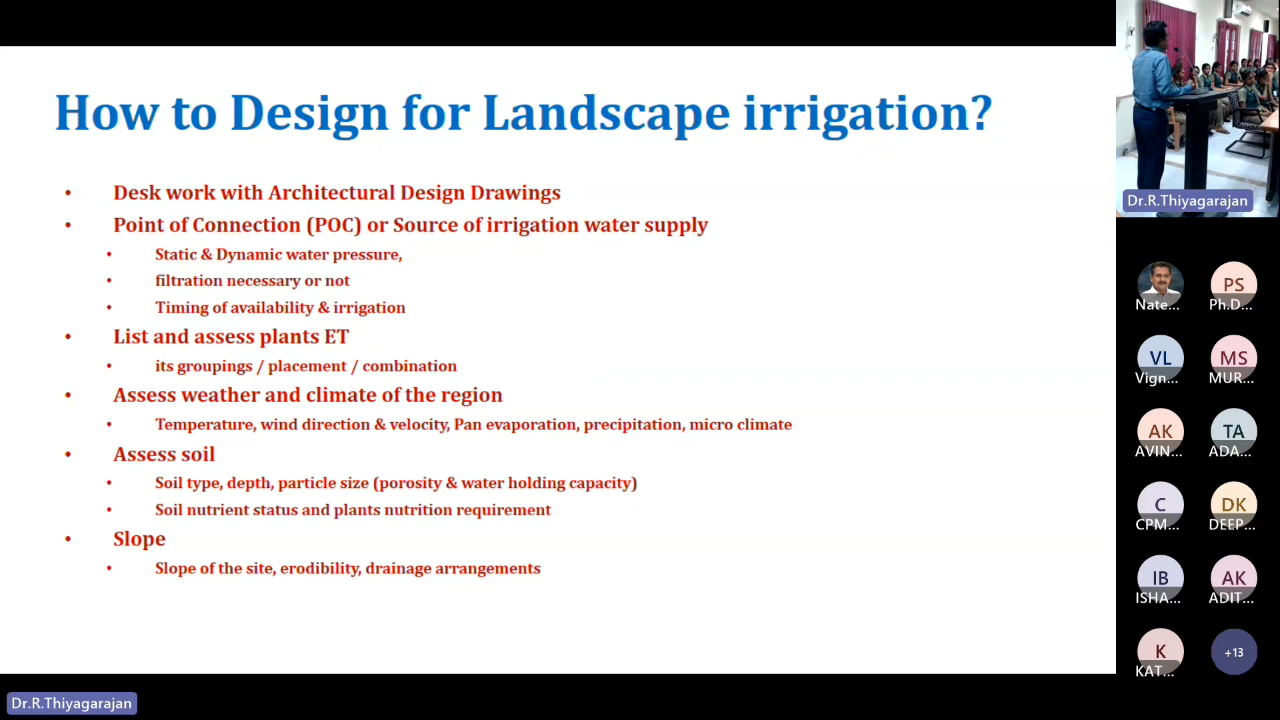 How to Design for Landscape irrigation?
• Desk work with Architectural Design Drawings
• Point of Connection (POC) or Source of irrigation water supply
• Static & Dynamic water pressure,
• filtration necessary or not
• Timing of availability & irrigation
• List and assess plants ET
• its groupings / placement / combination
• Assess weather and climate of the region
• Temperature, wind direction & velocity, Pan evaporation, precipitation, micro climate
• Assess soil
• Soil type, depth, particle size (porosity & water holding capacity)
• Soil nutrient status and plants nutrition requirement
• Slope
• Slope of the site, erodibility, drainage arrangements
Dr.R.Thiyagarajan
Dr.R.Thiyagarajan
Nate...
PS
Ph.D...
VL
Vign...
MS
MUR...
AK
AVIN...
TA
ADA...
C
CPM...
DK
DEEP...
IB
ISHA...
AK
ADIT...
K
KAT...
+13